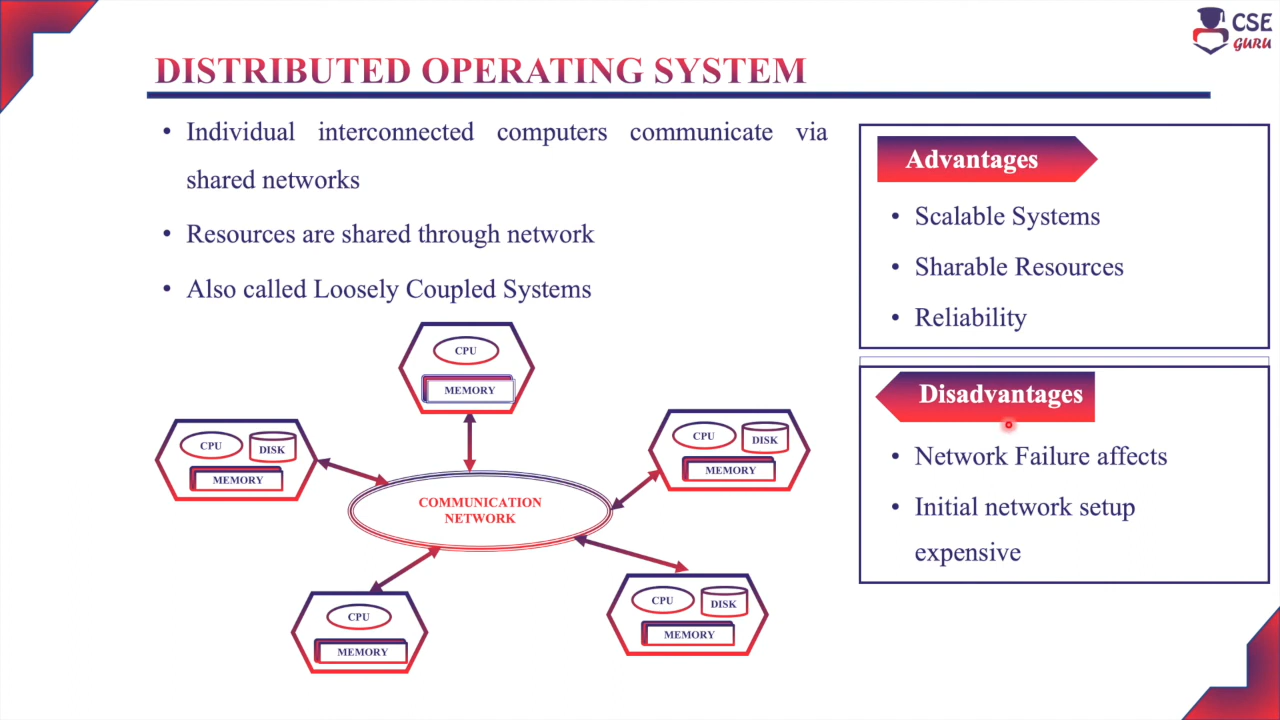 CSE
GURU
DISTRIBUTED OPERATING SYSTEM
• Individual interconnected computers communicate via
shared networks
• Resources are shared through network
• Also called Loosely Coupled Systems
Advantages
• Scalable Systems
• Sharable Resources
• Reliability
Disadvantages
• Network Failure affects
• Initial network setup
expensive
CPU
MEMORY
CPU
DISK
MEMORY
CPU
DISK
MEMORY
COMMUNICATION
NETWORK
CPU
MEMORY
CPU
DISK
MEMORY